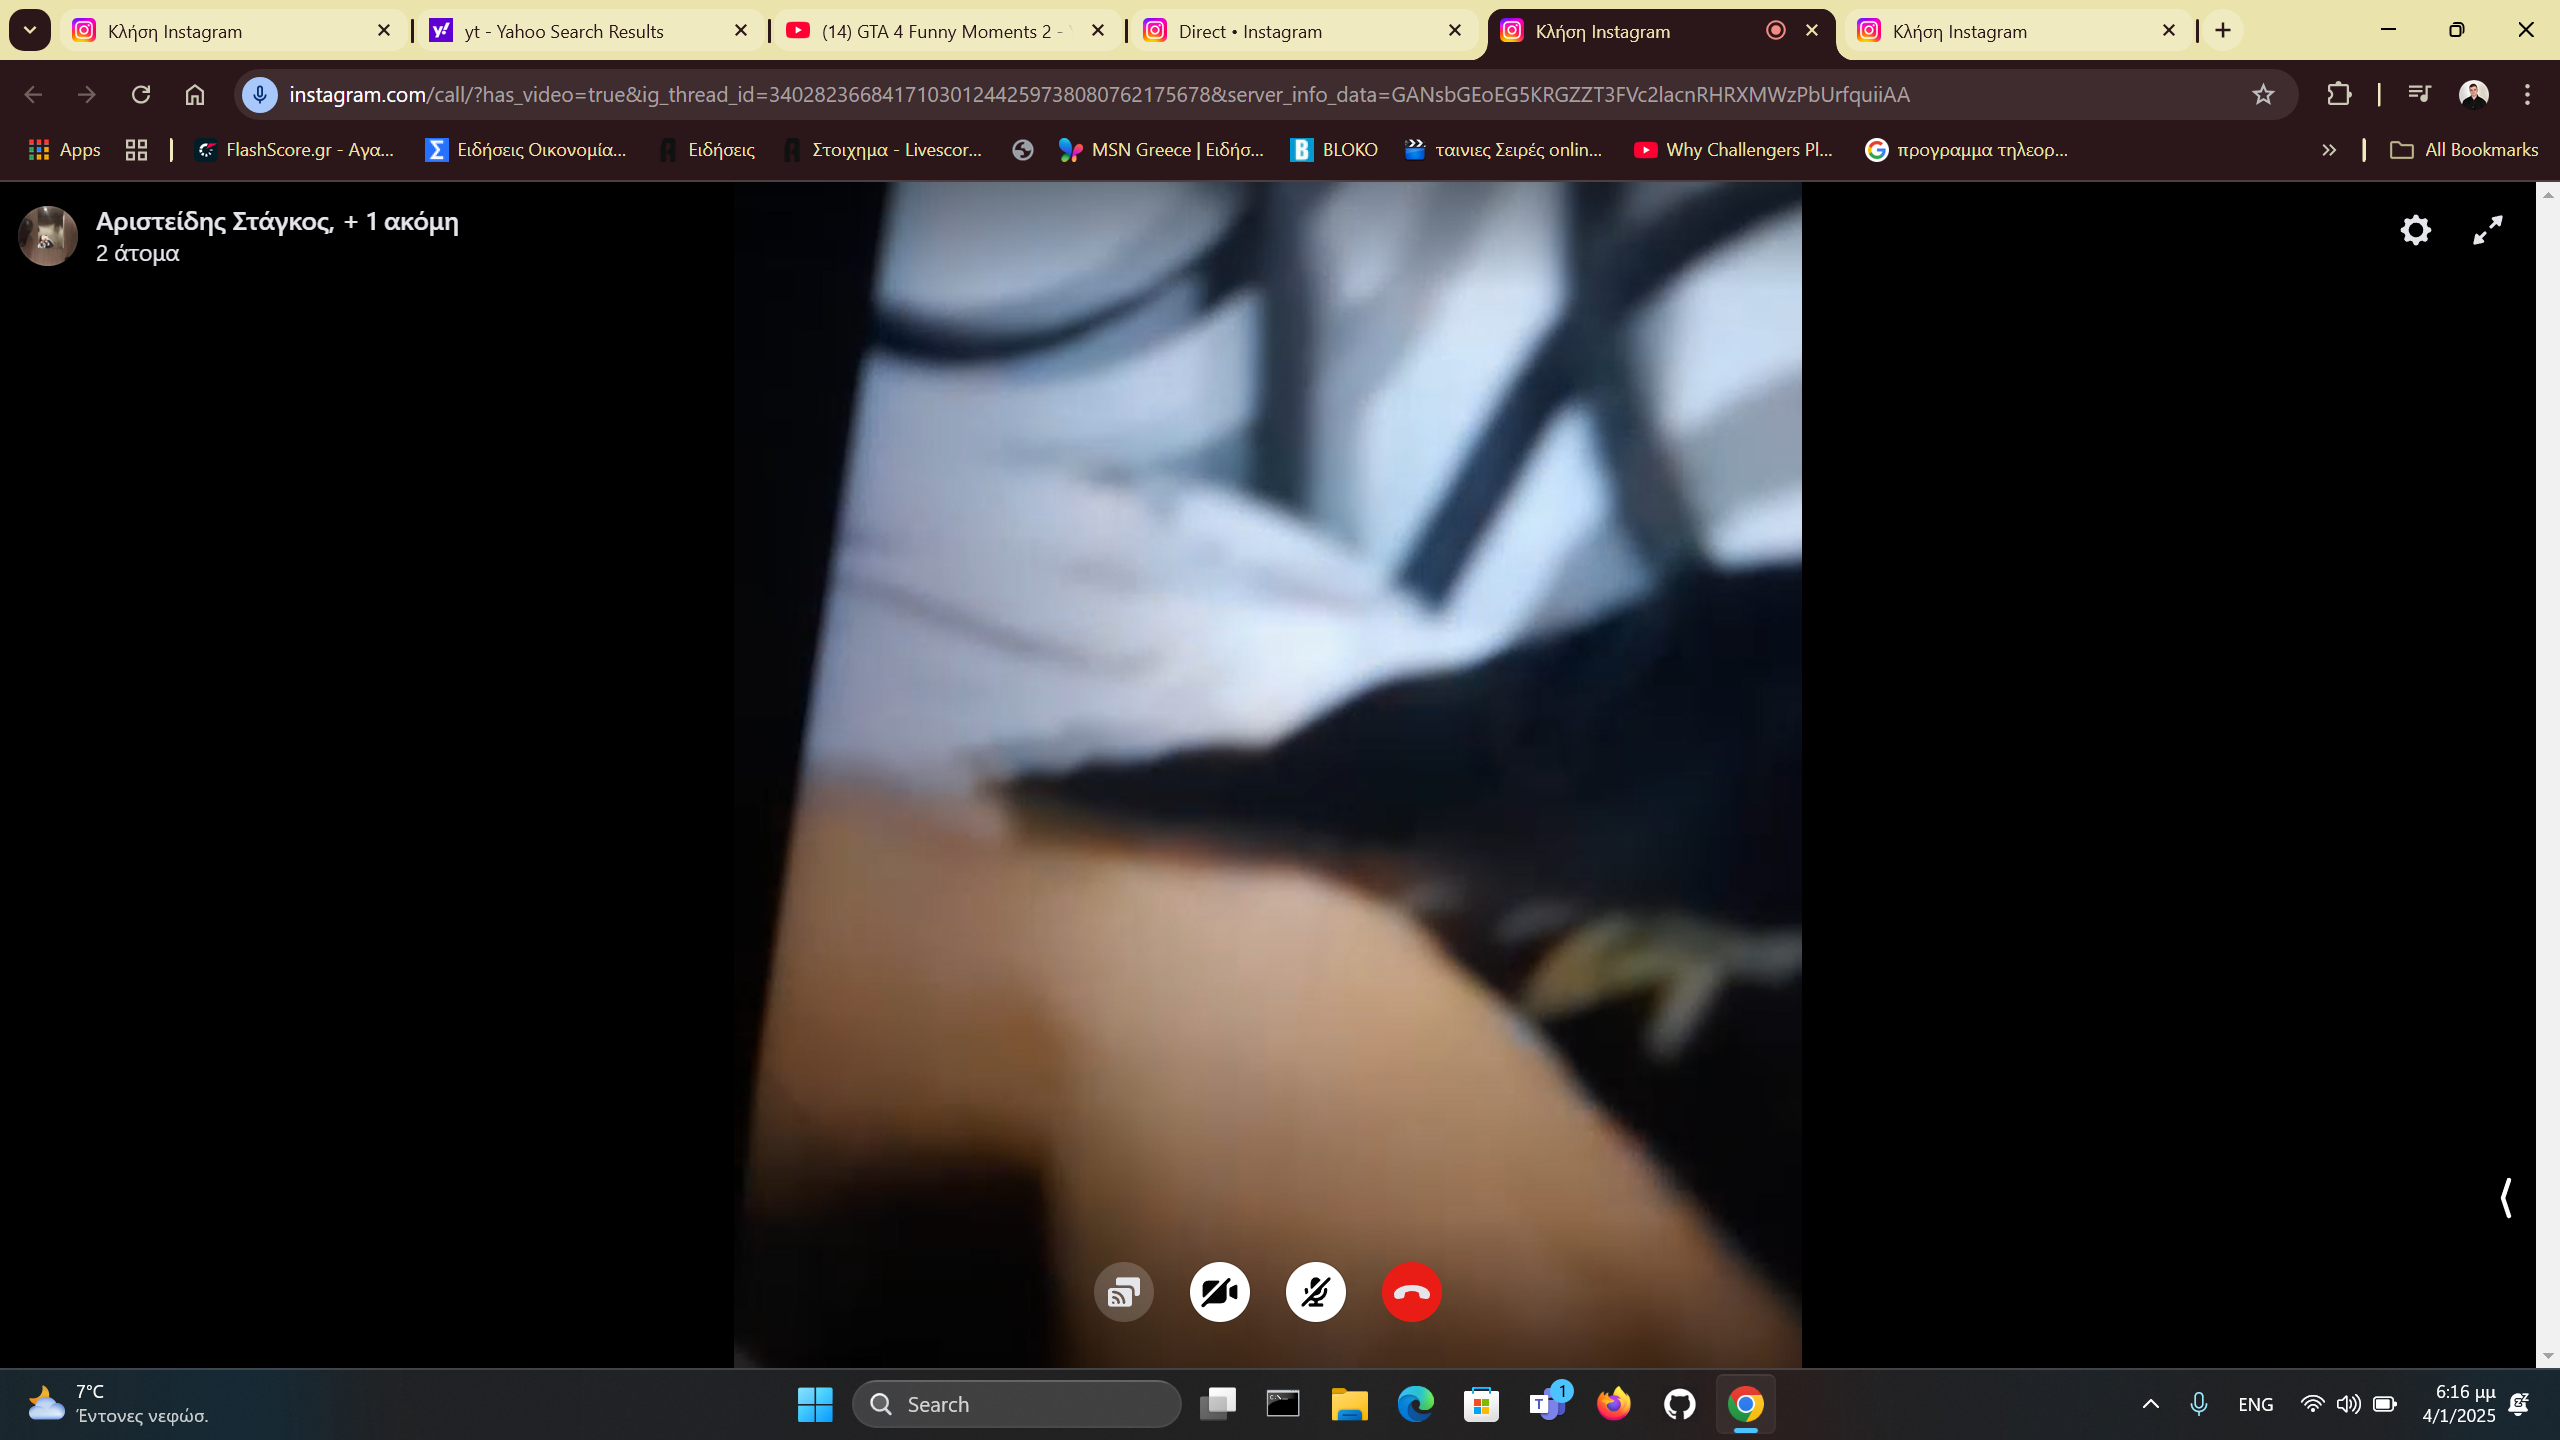 Κλήση Instagram
yt - Yahoo Search Results
(14) GTA 4 Funny Moments 2 -
Direct • Instagram
Κλήση Instagram
Κλήση Instagram
instagram.com/call/?has_video=true&ig_thread_id=340282366841710301244259738080762175678&server_info_data=GANsbGEoEG5KRGZZT3FVc2lacnRHRXMWzPbUrfquiiAA
Apps
FlashScore.gr - Αγα...
Ειδήσεις Οικονομία...
Ειδήσεις
Στοιχημα - Livescor...
MSN Greece | Ειδήσ...
BLOKO
ταινιες Σειρές onlin...
Why Challengers Pl...
προγραμμα τηλεορ...
All Bookmarks
Αριστείδης Στάγκος, + 1 ακόμη
2 άτομα
7°C
Έντονες νεφώσ.
Search
1
ENG
6:16 μμ
4/1/2025